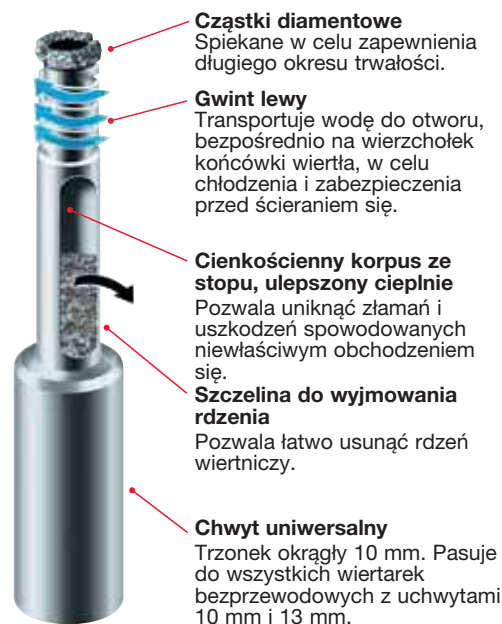 Cząstki diamentowe
Spiekane w celu zapewnienia
długiego okresu trwałości.
Gwint lewy
Transportuje wodę do otworu,
bezpośrednio na wierzchołek
końcówki wiertła, w celu
chłodzenia i zabezpieczenia
przed ścieraniem się.
Cienkościenny korpus ze
stopu, ulepszony cieplnie
Pozwala uniknąć złamań i
uszkodzeń spowodowanych
niewłaściwym obchodzeniem
się.
Szczelina do wyjmowania
rdzenia
Pozwala łatwo usunąć rdzeń
wiertniczy.
Chwyt uniwersalny
Trzonek okrągły 10 mm. Pasuje
do wszystkich wiertarek
bezprzewodowych z uchwytami
10 mm i 13 mm.